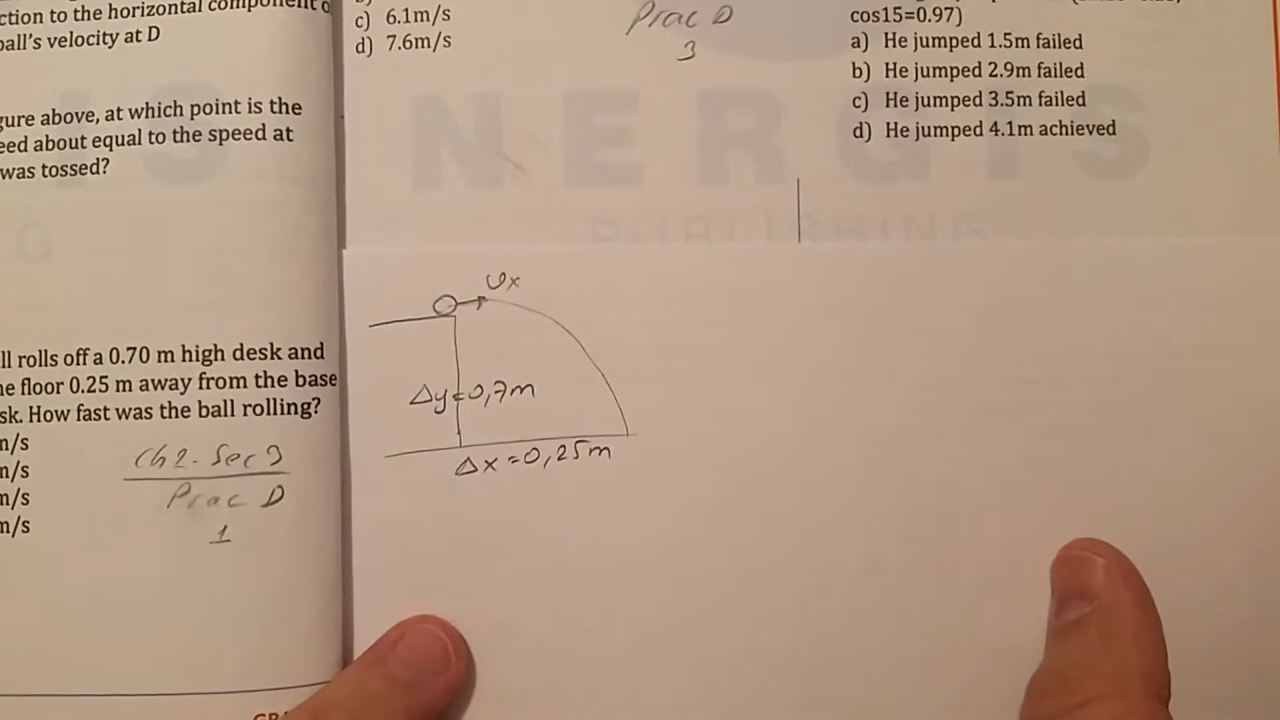 ction to the horizontal component
ball's velocity at D
gure above, at which point is the
eed about equal to the speed at
was tossed?
ll rolls off a 0.70 m high desk and
he floor 0.25 m away from the base
sk. How fast was the ball rolling?
m/s
m/s
m/s
m/s
Ch2. Sec 3
Prac D
1
c) 6.1m/s
d) 7.6m/s
Prac D
3
cos15=0.97)
a) He jumped 1.5m failed
b) He jumped 2.9m failed
c) He jumped 3.5m failed
d) He jumped 4.1m achieved
NERGIS
PUBLISHING
υx
Δy=0,7m
Δx=0,25m